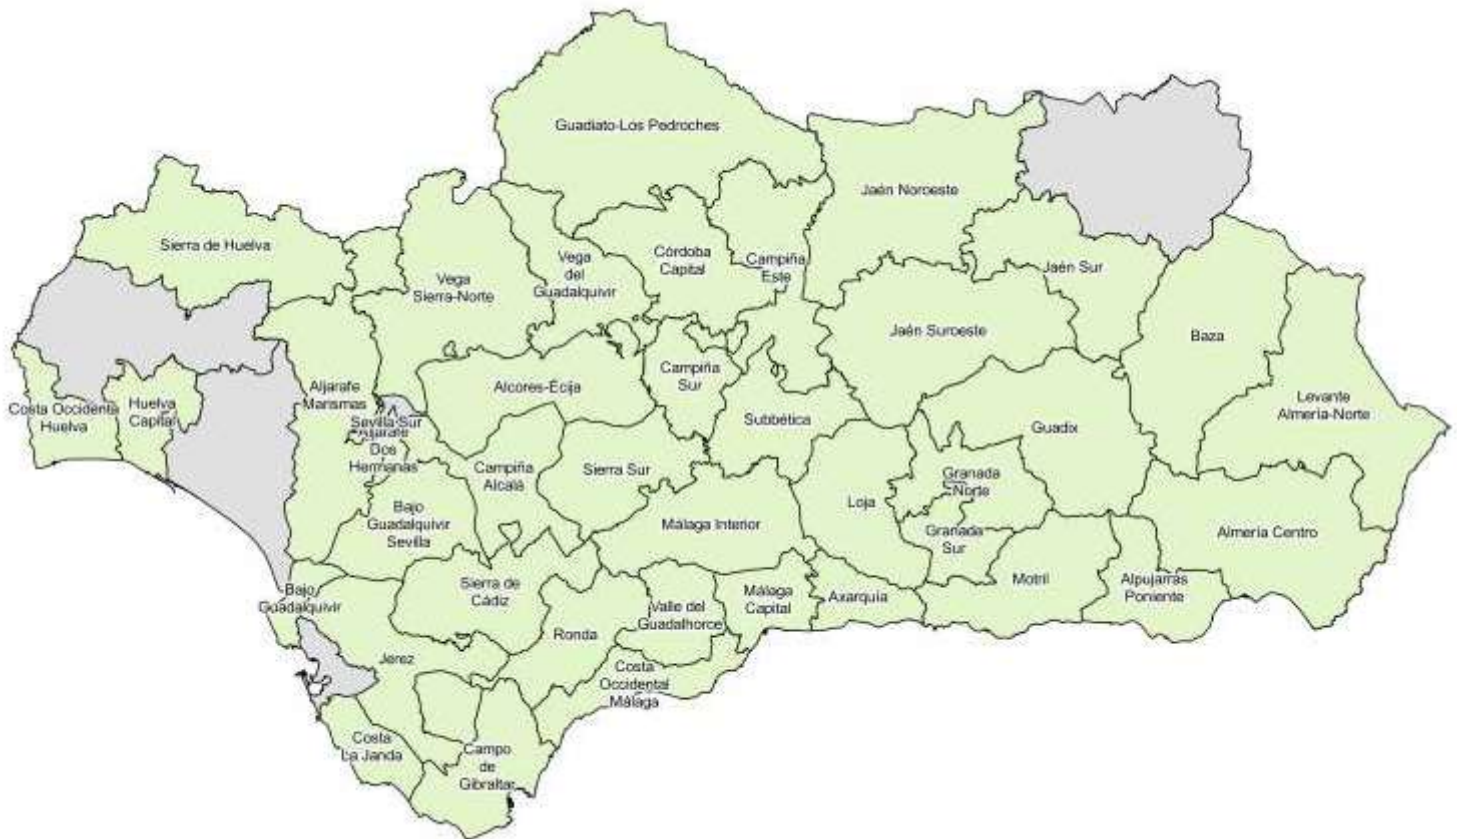 Guadiato-Los Pedroches
Jaén Noroeste
Sierra de Huelva
Vega
Sierra-Norte
Vega
del
Guadalquivir
Córdoba
Capital
Campiña
Este
Jaén Sur
Jaén Suroeste
Baza
Levante
Almería-Norte
Costa Occidenta
Huelva
Huelva
Capital
Aljarafe
Marismas
Sevilla Sur
Aljarafe
Dos
Hermanas
Alcores-Écija
Campiña
Sur
Subbética
Guadix
Campiña
Alcalá
Sierra Sur
Bajo
Guadalquivir
Sevilla
Málaga Interior
Loja
Granada
Norte
Granada
Sur
Almería Centro
Bajo
Guadalquivir
Sierra de
Cádiz
Ronda
Valle del
Guadalhorce
Málaga
Capital
Axarquía
Motril
Alpujarras
Poniente
Jerez
Costa
Occidental
Málaga
Costa
La Janda
Campo
de
Gibraltar